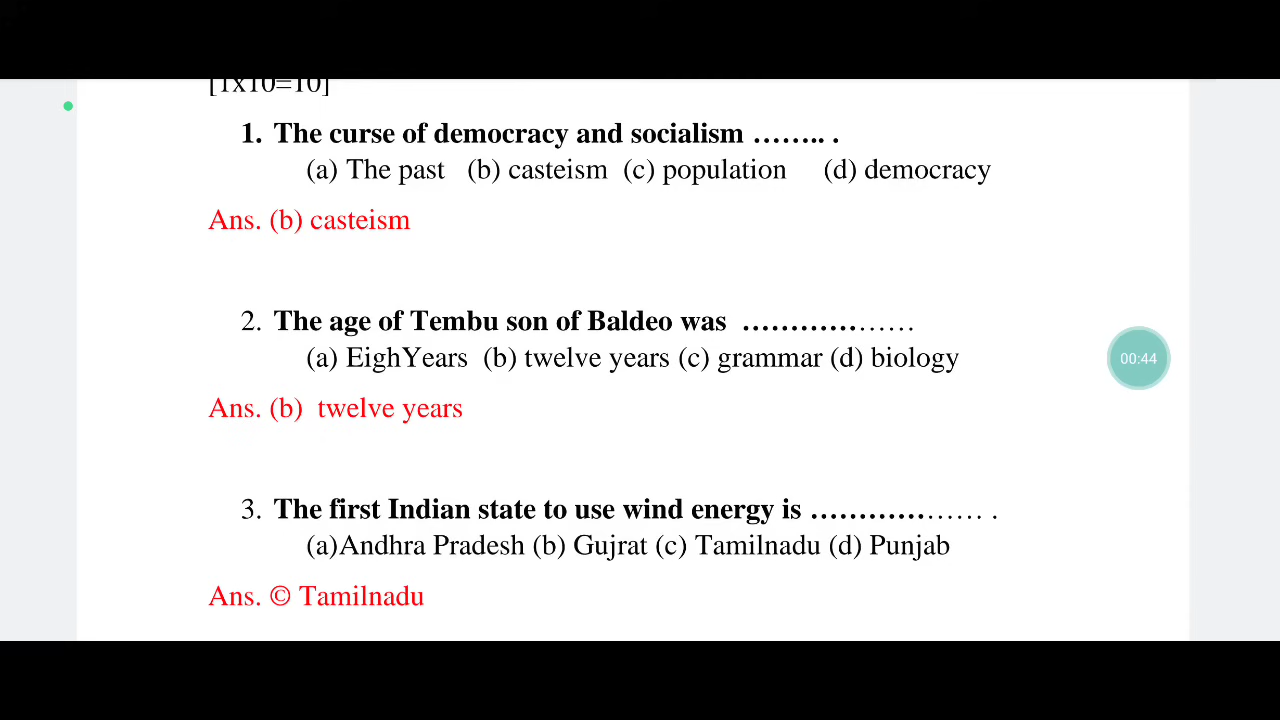 [1x10=10]
1. The curse of democracy and socialism …….. .
(a) The past (b) casteism (c) population (d) democracy
Ans. (b) casteism
2. The age of Tembu son of Baldeo was ………………
(a) EighYears (b) twelve years (c) grammar (d) biology
00:44
Ans. (b) twelve years
3. The first Indian state to use wind energy is ……………… .
(a)Andhra Pradesh (b) Gujrat (c) Tamilnadu (d) Punjab
Ans. © Tamilnadu